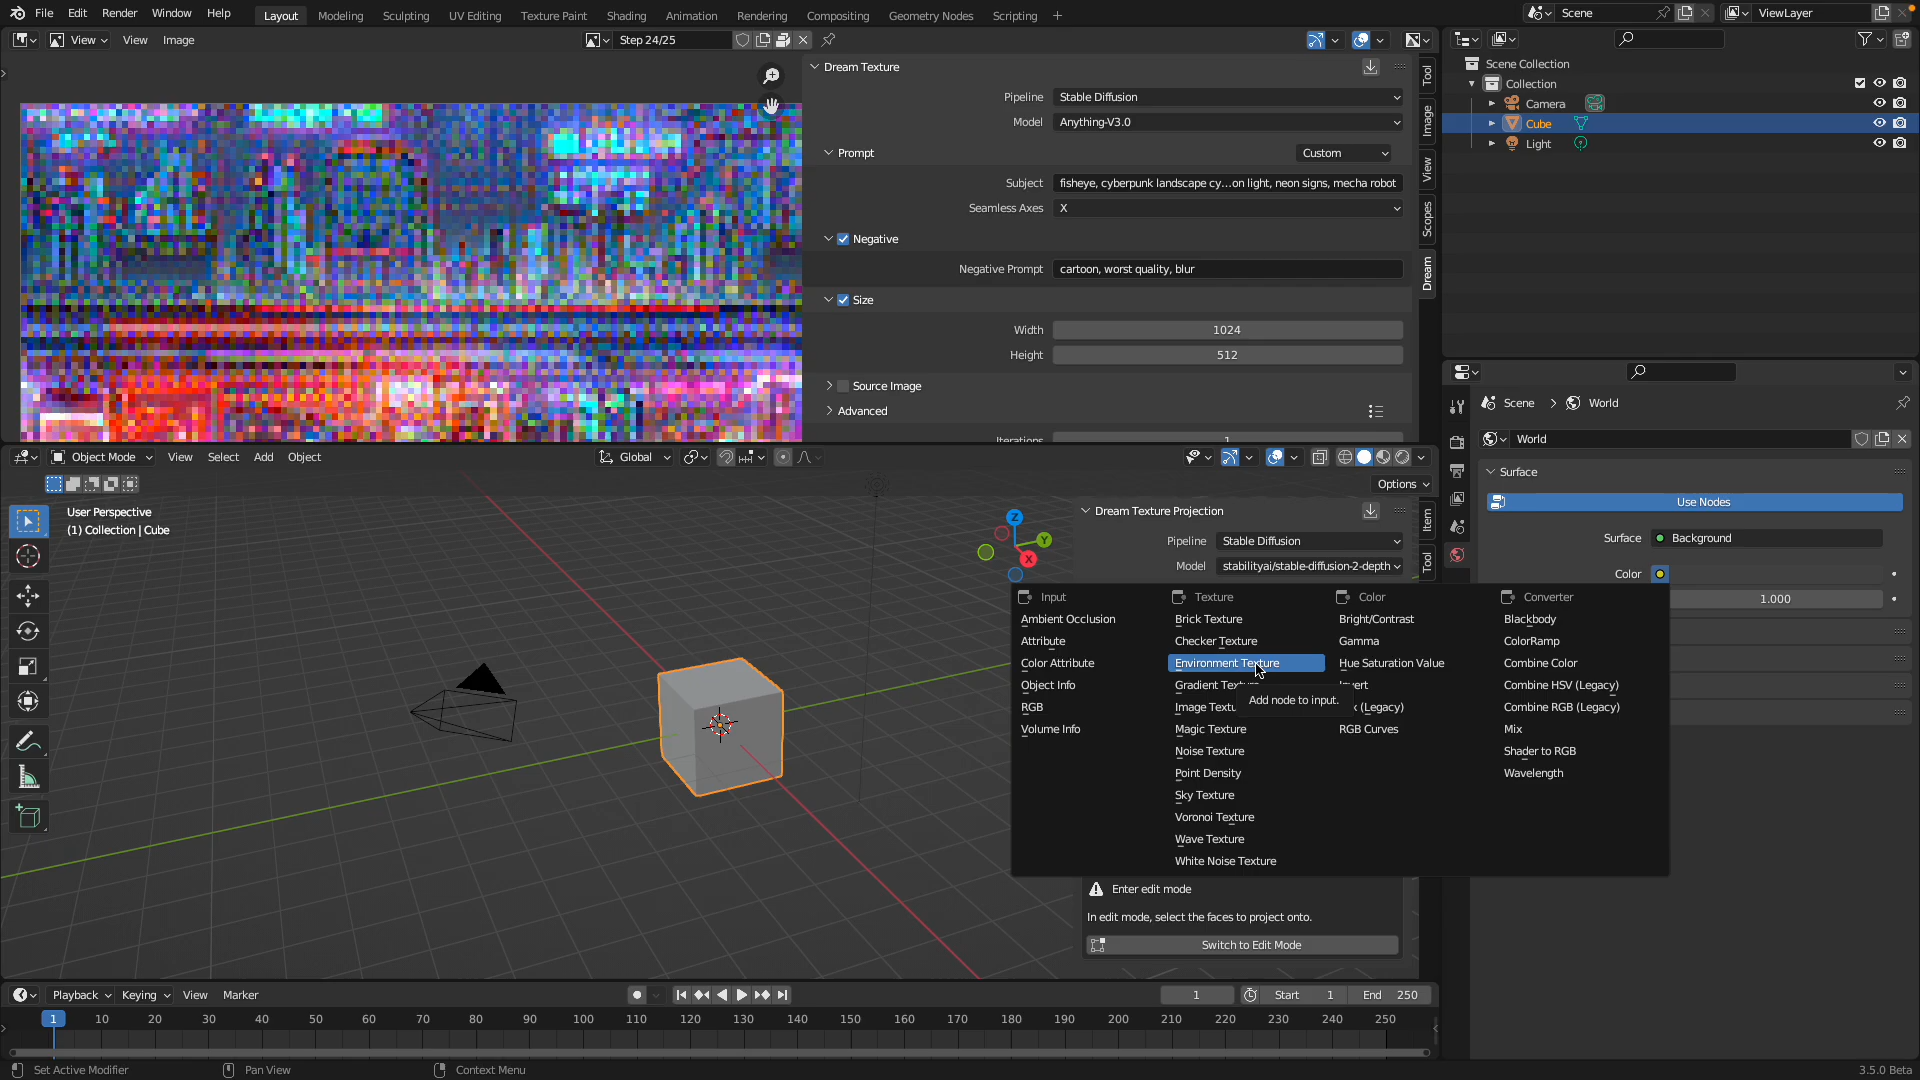 File Edit Render Window Help Layout Modeling Sculpting UV Editing Texture Paint Shading Animation Rendering Compositing Geometry Nodes Scripting + Scene ViewLayer
View View Image Step 24/25
Dream Texture
Pipeline Stable Diffusion
Model Anything-V3.0
Prompt Custom
Subject fisheye, cyberpunk landscape cy...on light, neon signs, mecha robot
Seamless Axes X
Negative
Negative Prompt cartoon, worst quality, blur
Size
Width 1024
Height 512
Source Image
Advanced
Iterations 1
Tool
Image
View
Scopes
Dream
Scene Collection
Collection
Camera
Cube
Light
Scene > World
World
Surface
Use Nodes
Surface Background
Color
1.000
Object Mode View Select Add Object Global
Options
User Perspective
(1) Collection | Cube
Z
Y
X
Dream Texture Projection
Pipeline Stable Diffusion
Model stabilityai/stable-diffusion-2-depth
Item
Tool
Input Texture Color Converter
Ambient Occlusion Brick Texture Bright/Contrast Blackbody
Attribute Checker Texture Gamma ColorRamp
Color Attribute Environment Texture Hue Saturation Value Combine Color
Object Info Gradient Textu Combine HSV (Legacy)
RGB Image Textu (Legacy) Combine RGB (Legacy)
Add node to input.
Volume Info Magic Texture RGB Curves Mix
Noise Texture Shader to RGB
Point Density Wavelength
Sky Texture
Voronoi Texture
Wave Texture
White Noise Texture
Enter edit mode
In edit mode, select the faces to project onto.
Switch to Edit Mode
Playback Keying View Marker 1 Start 1 End 250
1 10 20 30 40 50 60 70 80 90 100 110 120 130 140 150 160 170 180 190 200 210 220 230 240 250
Set Active Modifier Pan View Context Menu 3.5.0 Beta